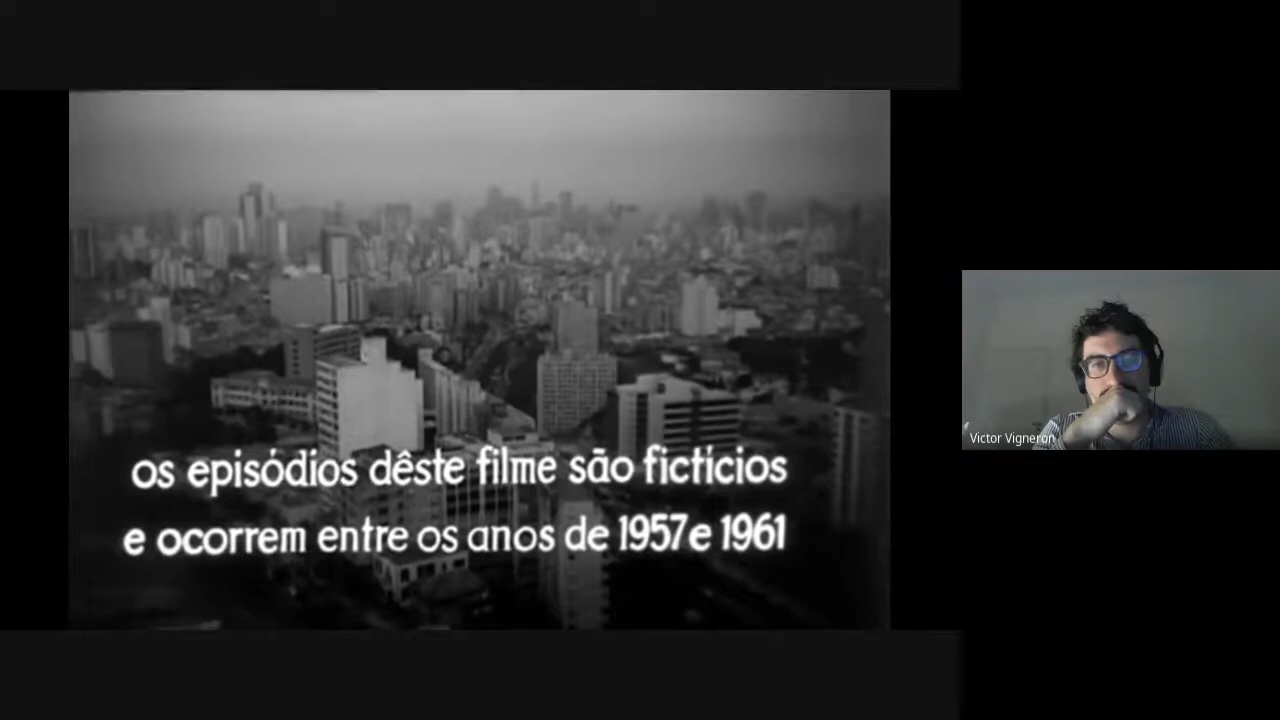 os episódios dêste filme são fictícios
e ocorrem entre os anos de 1957 e 1961
Victor Vigneron